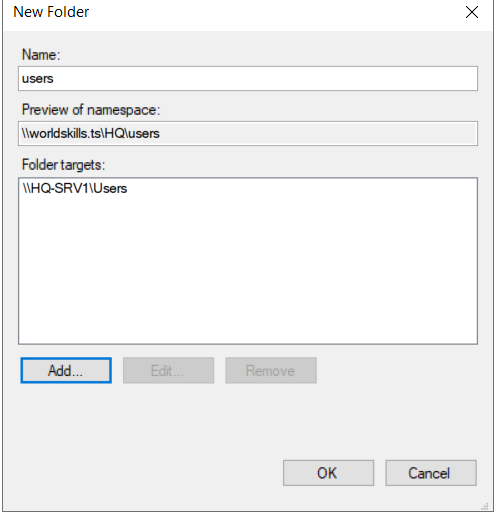 New Folder
Name:
users
Preview of namespace:
\\worldskills.ts\HQ\users
Folder targets:
\\HQ-SRV1\Users
Add... Edit... Remove
OK Cancel